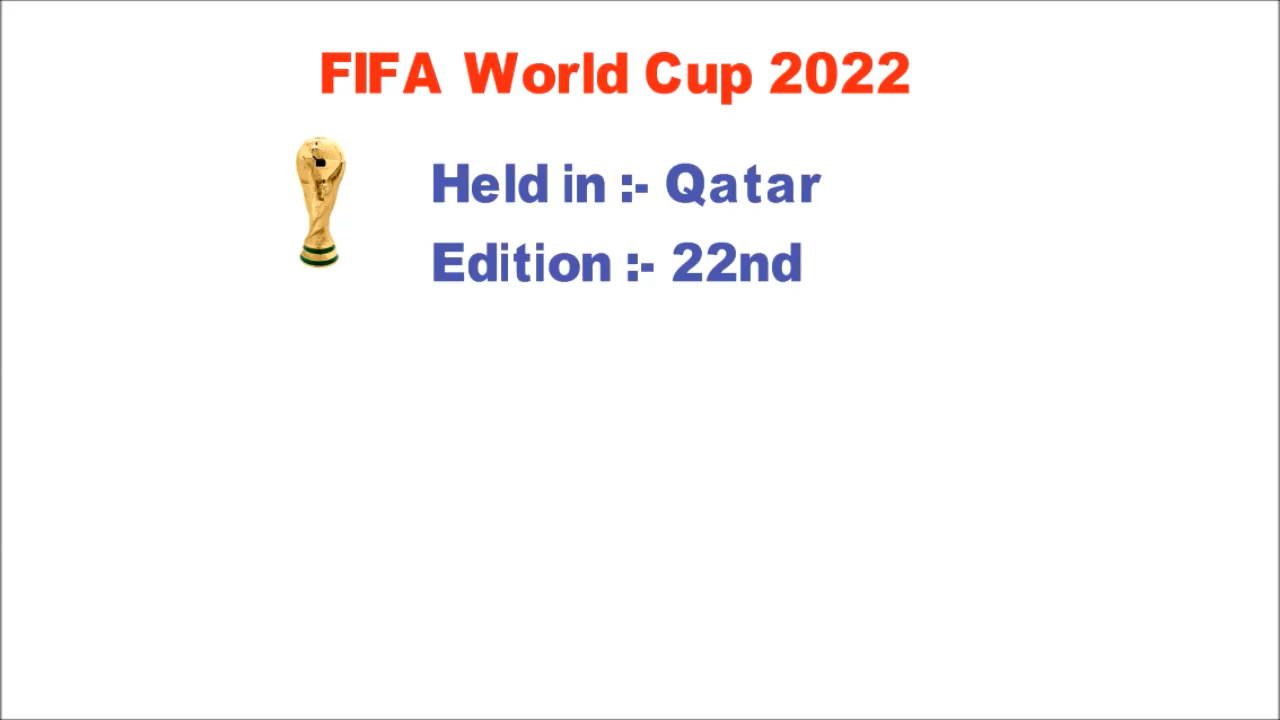 FIFA World Cup 2022
Held in :- Qatar
Edition :- 22nd